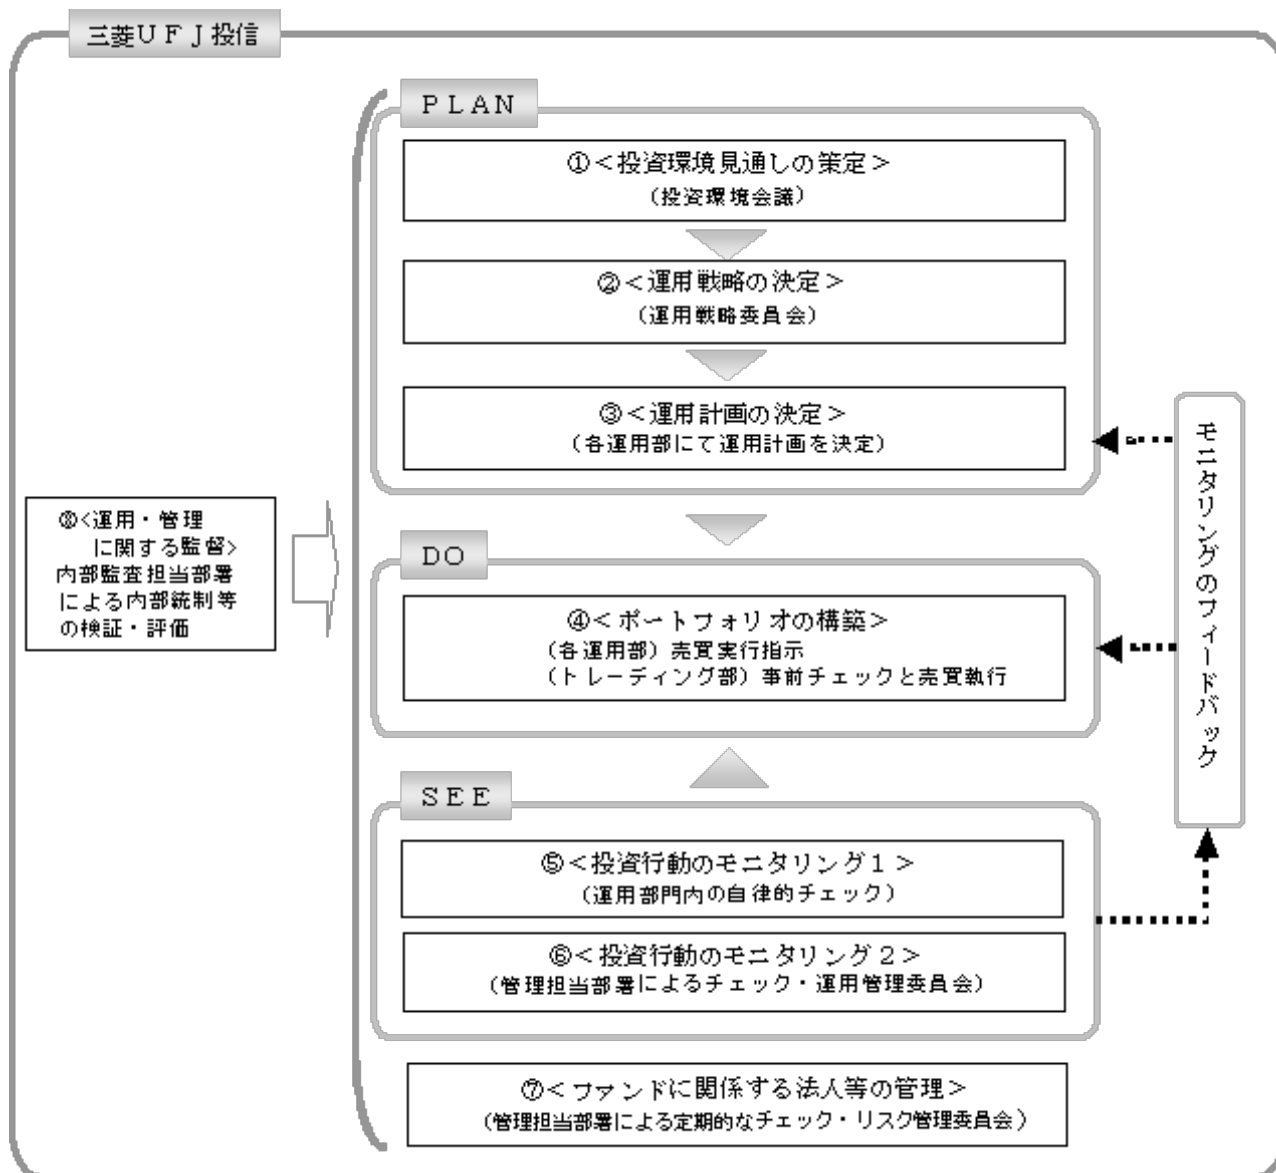 三菱ＵＦＪ投信
ＰＬＡＮ
①＜投資環境見通しの策定＞
（投資環境会議）
②＜運用戦略の決定＞
（運用戦略委員会）
③＜運用計画の決定＞
（各運用部にて運用計画を決定）
ＤＯ
④＜ポートフォリオの構築＞
（各運用部）売買実行指示
（トレーディング部）事前チェックと売買執行
ＳＥＥ
⑤＜投資行動のモニタリング１＞
（運用部門内の自律的チェック）
⑥＜投資行動のモニタリング２＞
（管理担当部署によるチェック・運用管理委員会）
⑦＜ファンドに関係する法人等の管理＞
（管理担当部署による定期的なチェック・リスク管理委員会）
⑧<運用・管理
に関する監督>
内部監査担当部署
による内部統制等
の検証・評価
モニタリングのフィードバック